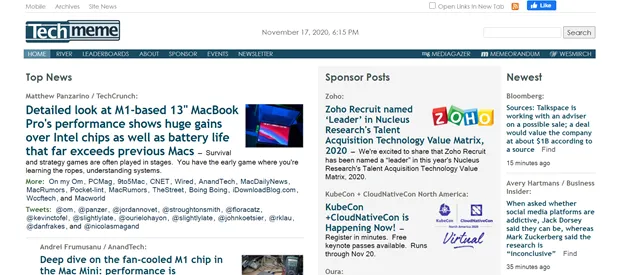 Mobile Archives Site News
Open Links In New Tab Like
Techmeme
November 17, 2020, 6:15 PM
Search
HOME RIVER LEADERBOARDS ABOUT SPONSOR EVENTS NEWSLETTER
MEDIAGAZER MEMEORANDUM WESMIRCH
Top News
Matthew Panzarino / TechCrunch:
Detailed look at M1-based 13" MacBook
Pro's performance shows huge gains
over Intel chips as well as battery life
that far exceeds previous Macs — Survival
and strategy games are often played in stages. You have the early game where you're
learning the ropes, understanding systems.
More: On my Om, PCMag, 9to5Mac, CNET, Wired, AnandTech, MacDailyNews,
MacRumors, Pocket-lint, MacRumors, TheStreet, Boing Boing, iDownloadBlog.com,
Wccftech, and Macworld
Tweets: @om, @panzer, @jordannovet, @stroughtonsmith, @floracatz,
@kevinctofel, @slightlylate, @ourielohayon, @slightlylate, @johnkoetsier, @rklau,
@danfrakes, and @nicolasmagand
Andrei Frumusanu / AnandTech:
Deep dive on the fan-cooled M1 chip in
the Mac Mini: performance is
Sponsor Posts
Zoho:
Zoho Recruit named
‘Leader’ in Nucleus
Research's Talent
Acquisition Technology
Value Matrix,
2020 — We're excited to share that Zoho Recruit
has been named a “leader” in this year's Nucleus
Research's Talent Acquisition Technology Value
Matrix, 2020.
ZOHO
KubeCon + CloudNativeCon North America:
KubeCon
+CloudNativeCon is
Happening Now! —
Register in minutes. Free
keynote passes available. Runs
through Nov. 20.
KubeCon CloudNativeCon
North America 2020
Virtual
Oura:
Newest
Bloomberg:
Sources: Talkspace is
working with an adviser
on a possible sale; a deal
would value the company
at about $1B according to
a source Find
15 minutes ago
Avery Hartmans / Business
Insider:
When asked whether
social media platforms are
addictive, Jack Dorsey
said they can be, whereas
Mark Zuckerberg said the
research is
“inconclusive” Find
35 minutes ago